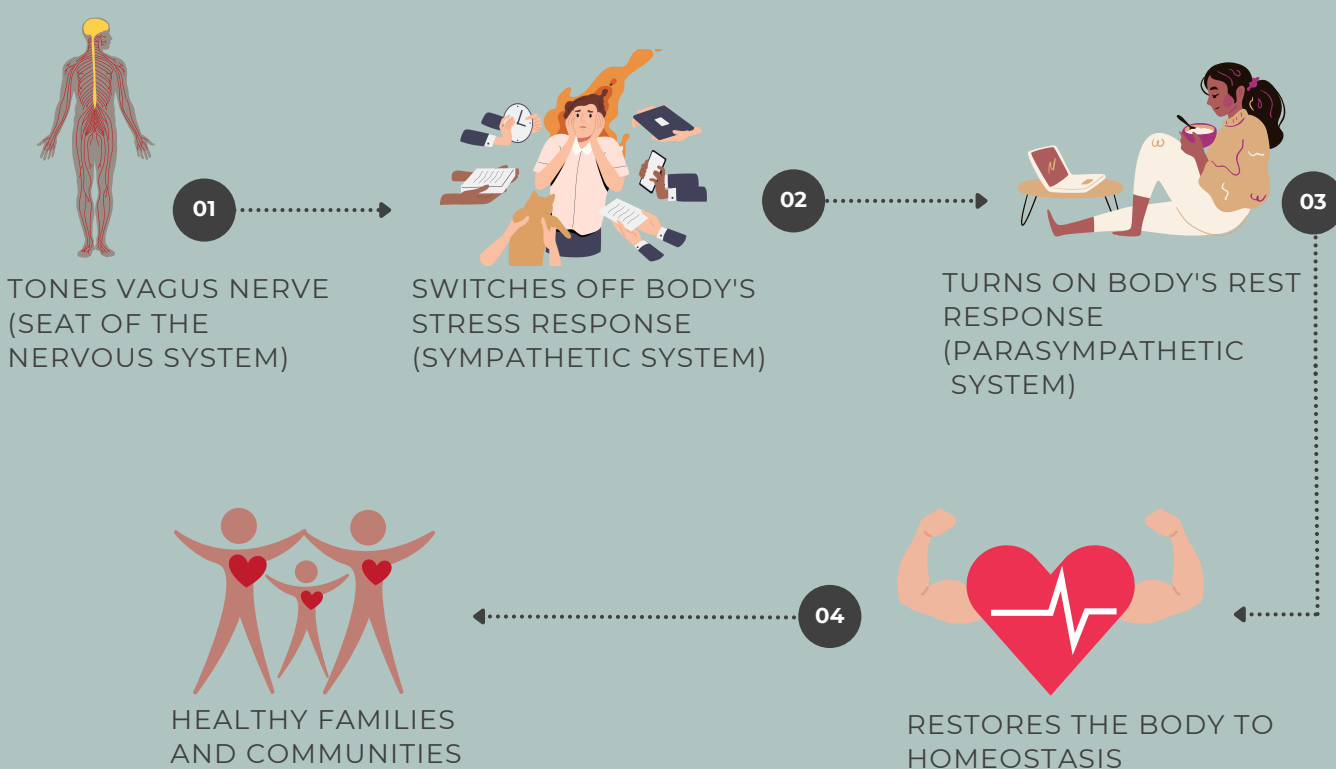 TONES VAGUS NERVE
(SEAT OF THE
NERVOUS SYSTEM)
01
SWITCHES OFF BODY'S
STRESS RESPONSE
(SYMPATHETIC SYSTEM)
02
TURNS ON BODY'S REST
RESPONSE
(PARASYMPATHETIC
SYSTEM)
03
RESTORES THE BODY TO
HOMEOSTASIS
04
HEALTHY FAMILIES
AND COMMUNITIES